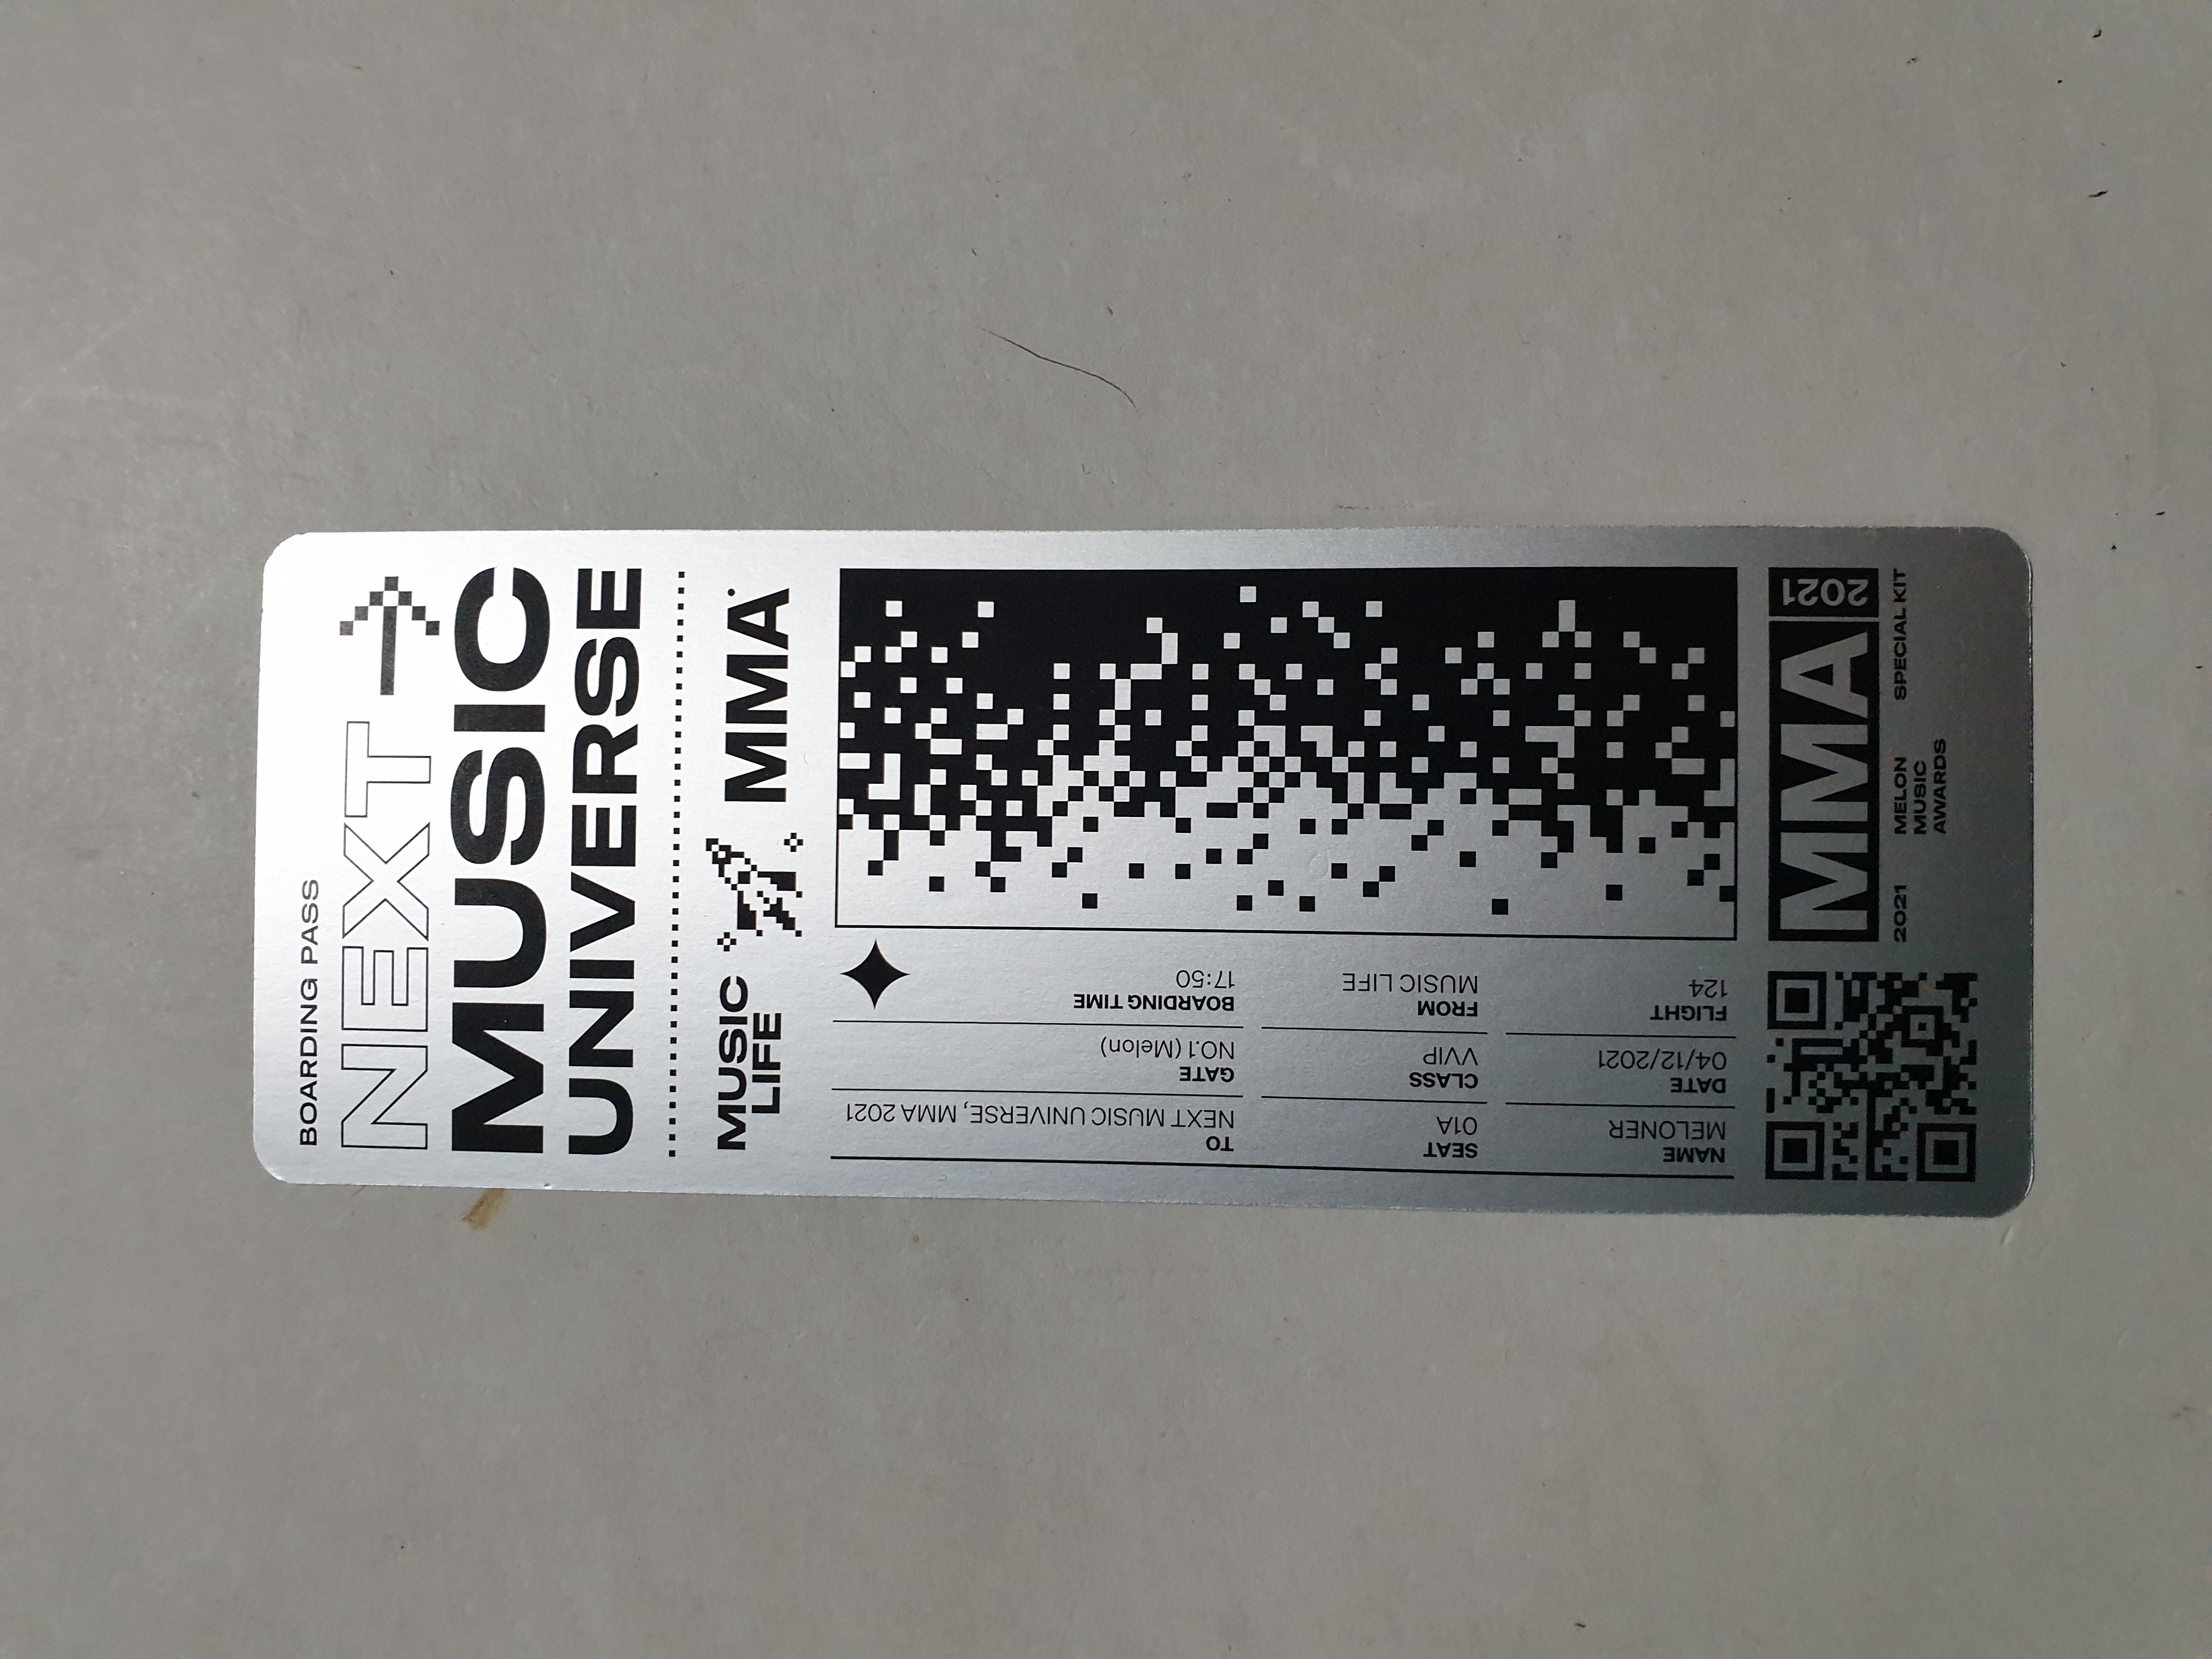 BOARDING PASS
NEXT
MUSIC
UNIVERSE
MUSIC
LIFE
MMA
NAME
MELONER
DATE
04/12/2021
FLIGHT
124
SEAT
01A
CLASS
VVIP
FROM
MUSIC LIFE
TO
NEXT MUSIC UNIVERSE, MMA 2021
GATE
NO.1 (Melon)
BOARDING TIME
17:50
MMA
2021
2021 MELON SPECIAL KIT
MUSIC
AWARDS